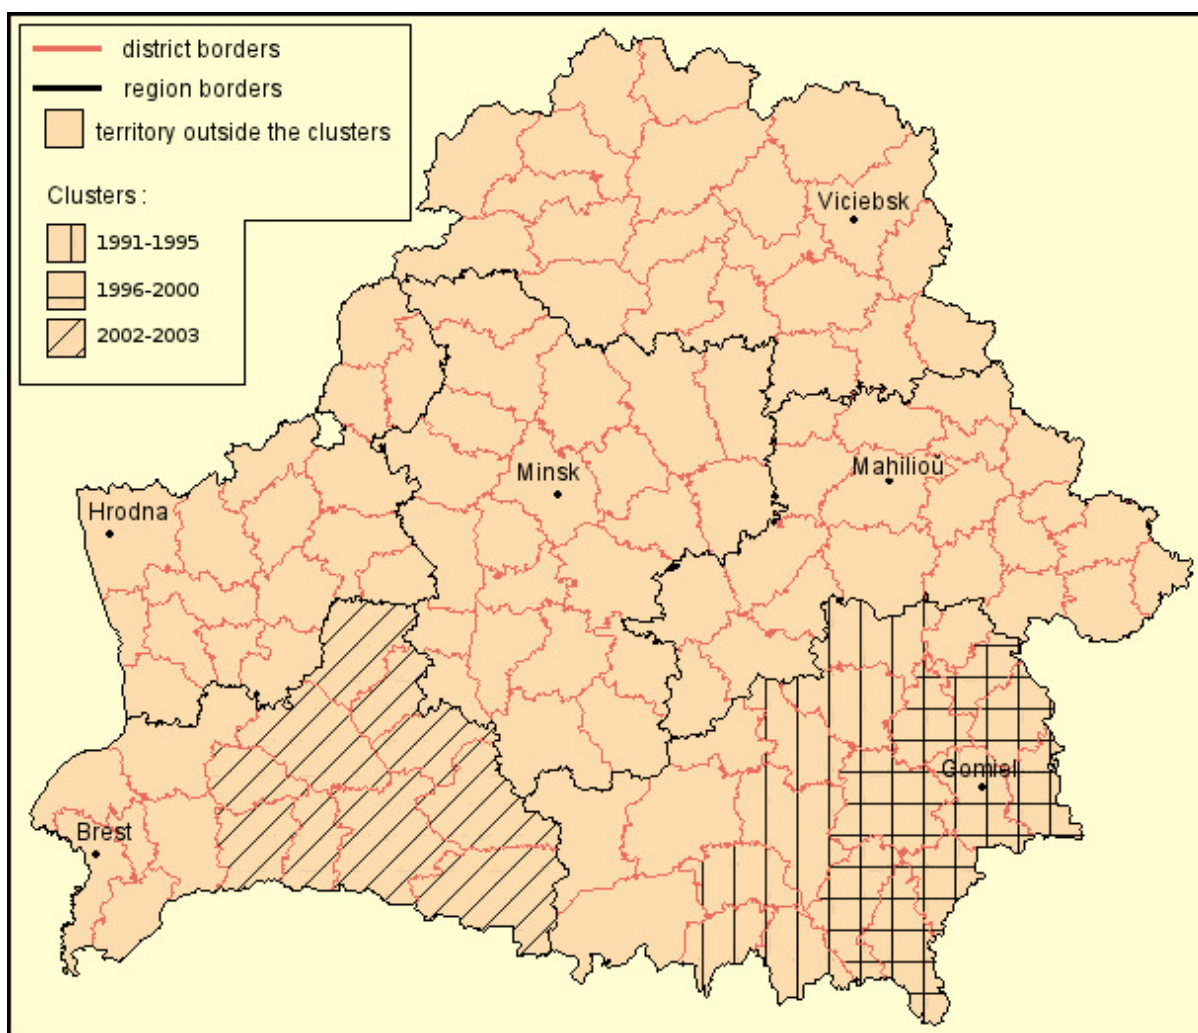 district borders
region borders
territory outside the clusters
Clusters :
1991-1995
1996-2000
2002-2003
Viciebsk
Minsk
Mahilioŭ
Hrodna
Gomiel
Brest